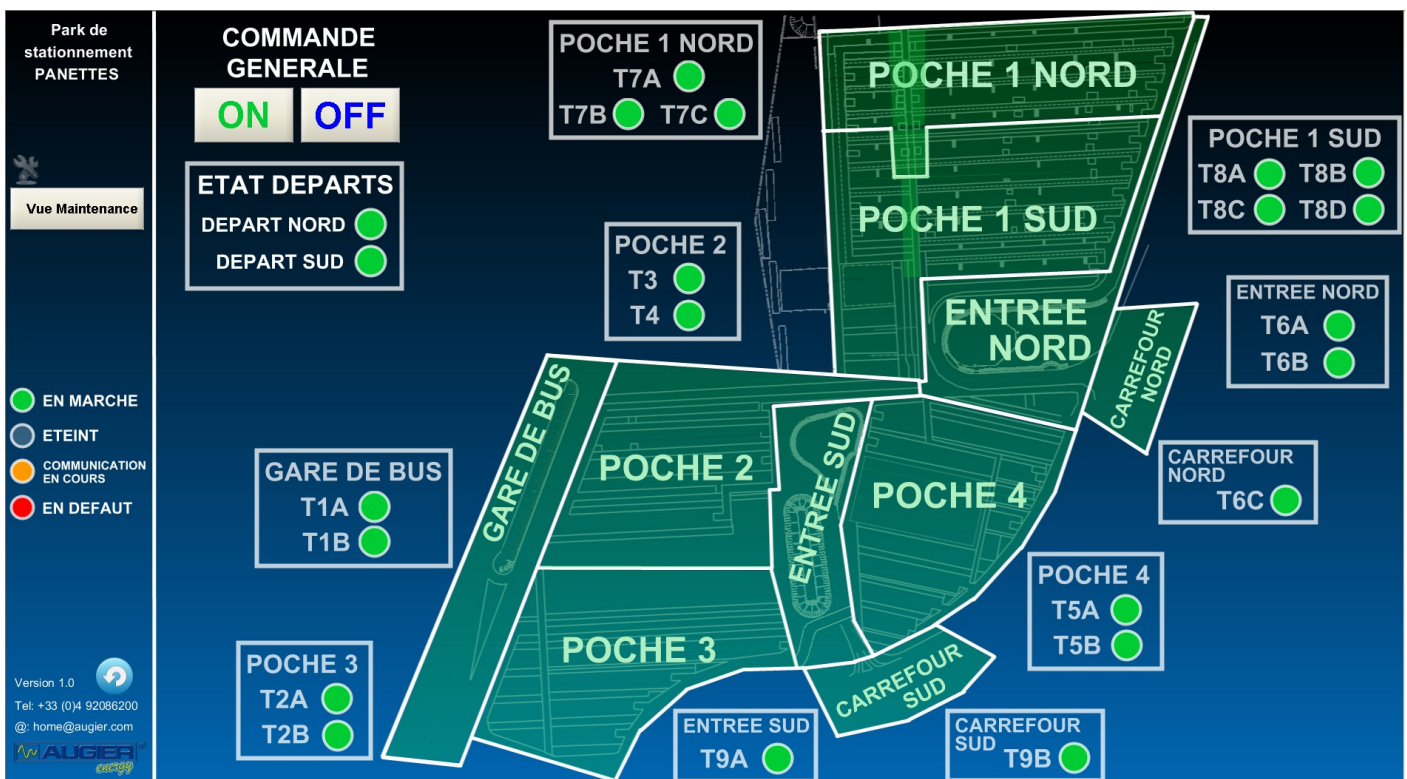 Park de
stationnement
PANETTES
Vue Maintenance
EN MARCHE
ETEINT
COMMUNICATION
EN COURS
EN DEFAUT
Version 1.0
Tel: +33 (0)4 92086200
@: home@augier.com
AUGIER
energy
COMMANDE
GENERALE
ON OFF
ETAT DEPARTS
DEPART NORD
DEPART SUD
POCHE 1 NORD
T7A
T7B T7C
POCHE 1 NORD
POCHE 1 SUD
T8A T8B
T8C T8D
POCHE 1 SUD
POCHE 2
T3
T4
ENTREE
NORD
ENTREE NORD
T6A
T6B
CARREFOUR
NORD
CARREFOUR
NORD
T6C
GARE DE BUS
T1A
T1B
GARE DE BUS
POCHE 2
ENTREE SUD
POCHE 4
POCHE 4
T5A
T5B
POCHE 3
T2A
T2B
POCHE 3
CARREFOUR
SUD
ENTREE SUD
T9A
CARREFOUR
SUD
T9B